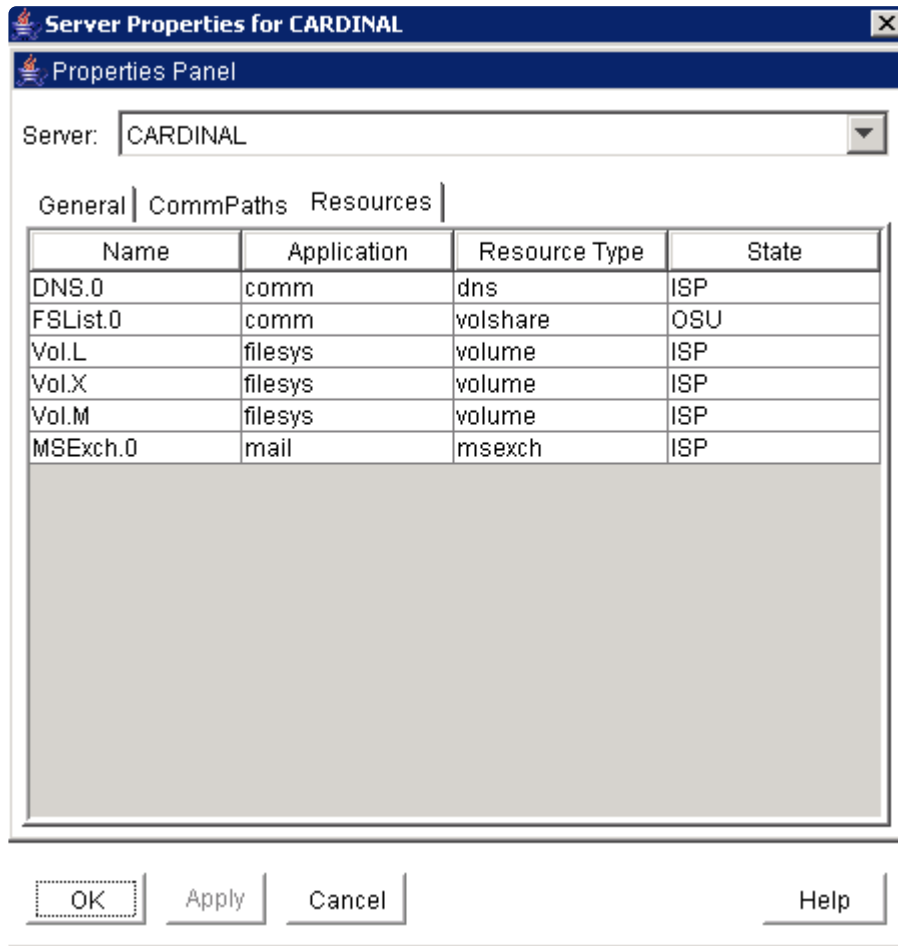 Server Properties for CARDINAL
Properties Panel
Server: CARDINAL
General CommPaths Resources
Name Application Resource Type State
DNS.0 comm dns ISP
FSList.0 comm volshare OSU
Vol.L filesys volume ISP
Vol.X filesys volume ISP
Vol.M filesys volume ISP
MSExch.0 mail msexch ISP
OK Apply Cancel Help